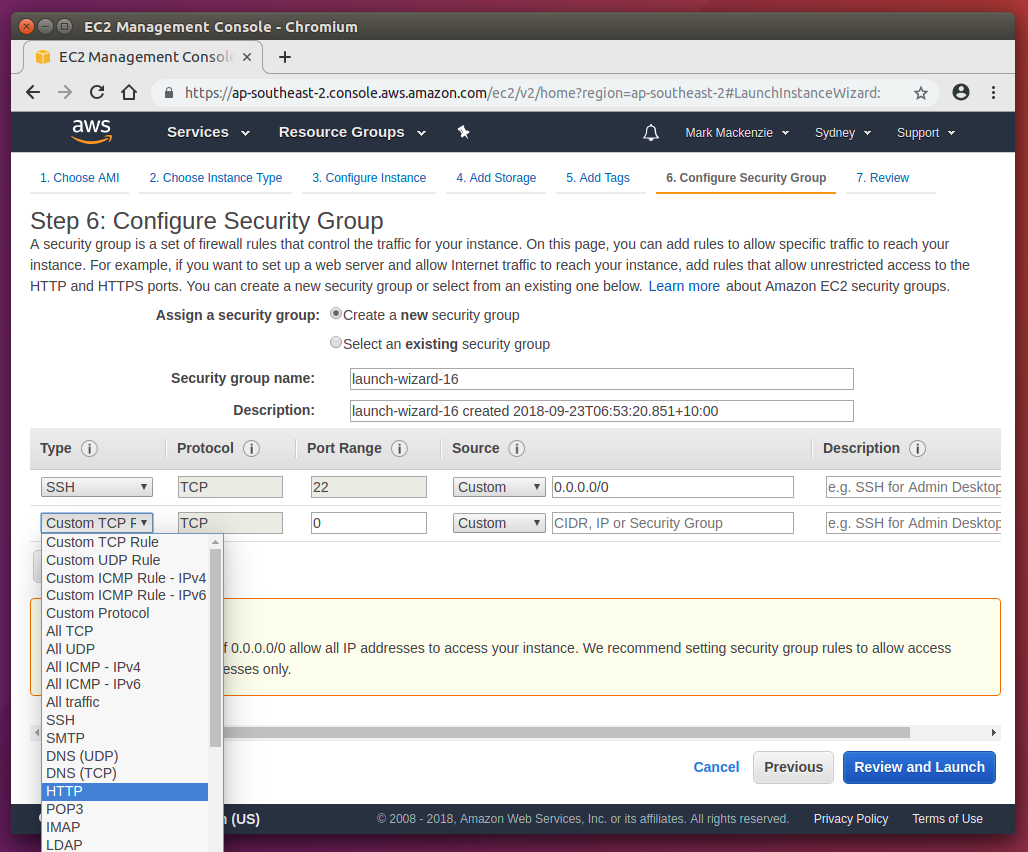 EC2 Management Console - Chromium
EC2 Management Console
https://ap-southeast-2.console.aws.amazon.com/ec2/v2/home?region=ap-southeast-2#LaunchInstanceWizard:
aws Services Resource Groups Mark Mackenzie Sydney Support
1. Choose AMI 2. Choose Instance Type 3. Configure Instance 4. Add Storage 5. Add Tags 6. Configure Security Group 7. Review
Step 6: Configure Security Group
A security group is a set of firewall rules that control the traffic for your instance. On this page, you can add rules to allow specific traffic to reach your
instance. For example, if you want to set up a web server and allow Internet traffic to reach your instance, add rules that allow unrestricted access to the
HTTP and HTTPS ports. You can create a new security group or select from an existing one below. Learn more about Amazon EC2 security groups.
Assign a security group: Create a new security group
Select an existing security group
Security group name: launch-wizard-16
Description: launch-wizard-16 created 2018-09-23T06:53:20.851+10:00
Type i Protocol i Port Range i Source i Description i
SSH TCP 22 Custom 0.0.0.0/0 e.g. SSH for Admin Desktop
Custom TCP TCP 0 Custom CIDR, IP or Security Group e.g. SSH for Admin Desktop
Custom TCP Rule
Custom UDP Rule
Custom ICMP Rule - IPv4
Custom ICMP Rule - IPv6
Custom Protocol
All TCP
All UDP
0.0.0.0/0 allow all IP addresses to access your instance. We recommend setting security group rules to allow access
All ICMP - IPv4
only.
All ICMP - IPv6
All traffic
SSH
SMTP
DNS (UDP)
DNS (TCP)
HTTP
POP3
IMAP
LDAP
Cancel Previous Review and Launch
(US) © 2008 - 2018, Amazon Web Services, Inc. or its affiliates. All rights reserved. Privacy Policy Terms of Use